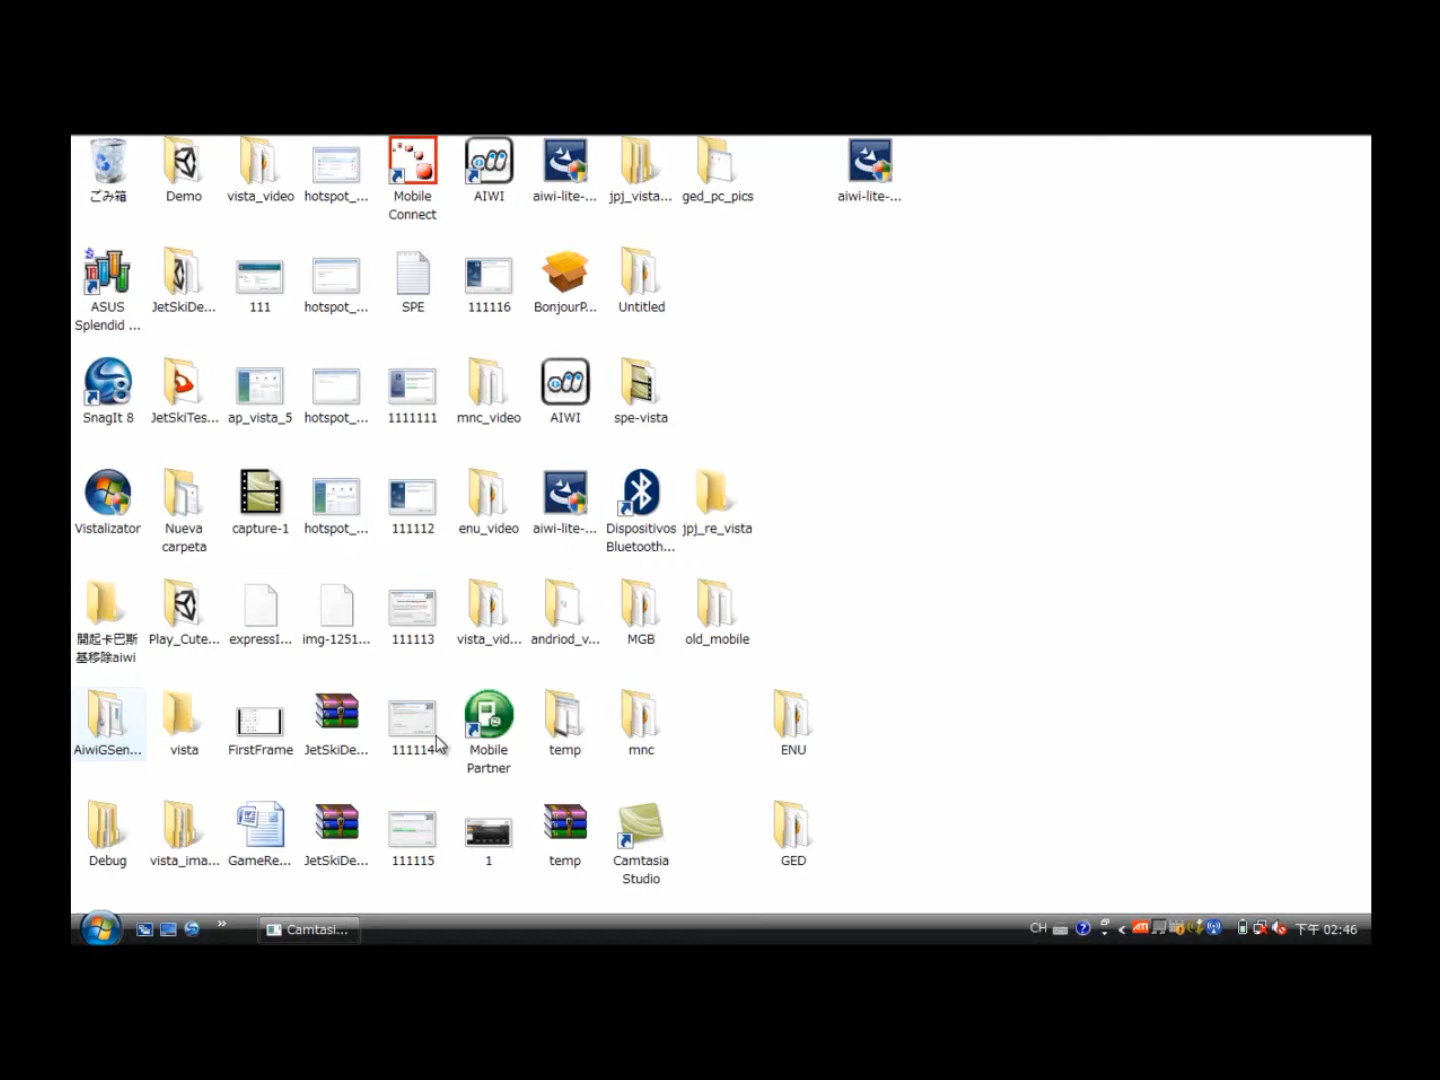 ごみ箱
Demo
vista_video
hotspot_...
Mobile
Connect
AIWI
aiwi-lite-...
jpj_vista...
ged_pc_pics
aiwi-lite-...
ASUS
Splendid ...
JetSkiDe...
111
hotspot_...
SPE
111116
BonjourP...
Untitled
SnagIt 8
JetSkiTes...
ap_vista_5
hotspot_...
1111111
mnc_video
AIWI
spe-vista
Vistalizator
Nueva
carpeta
capture-1
hotspot_...
111112
enu_video
aiwi-lite-...
Dispositivos
Bluetooth...
jpj_re_vista
開起卡巴斯
基移除aiwi
Play_Cute...
expressI...
img-1251...
111113
vista_vid...
andriod_v...
MGB
old_mobile
AiwiGSen...
vista
FirstFrame
JetSkiDe...
111114
Mobile
Partner
temp
mnc
ENU
Debug
vista_ima...
GameRe...
JetSkiDe...
111115
1
temp
Camtasia
Studio
GED
Camtasi...
CH
下午 02:46